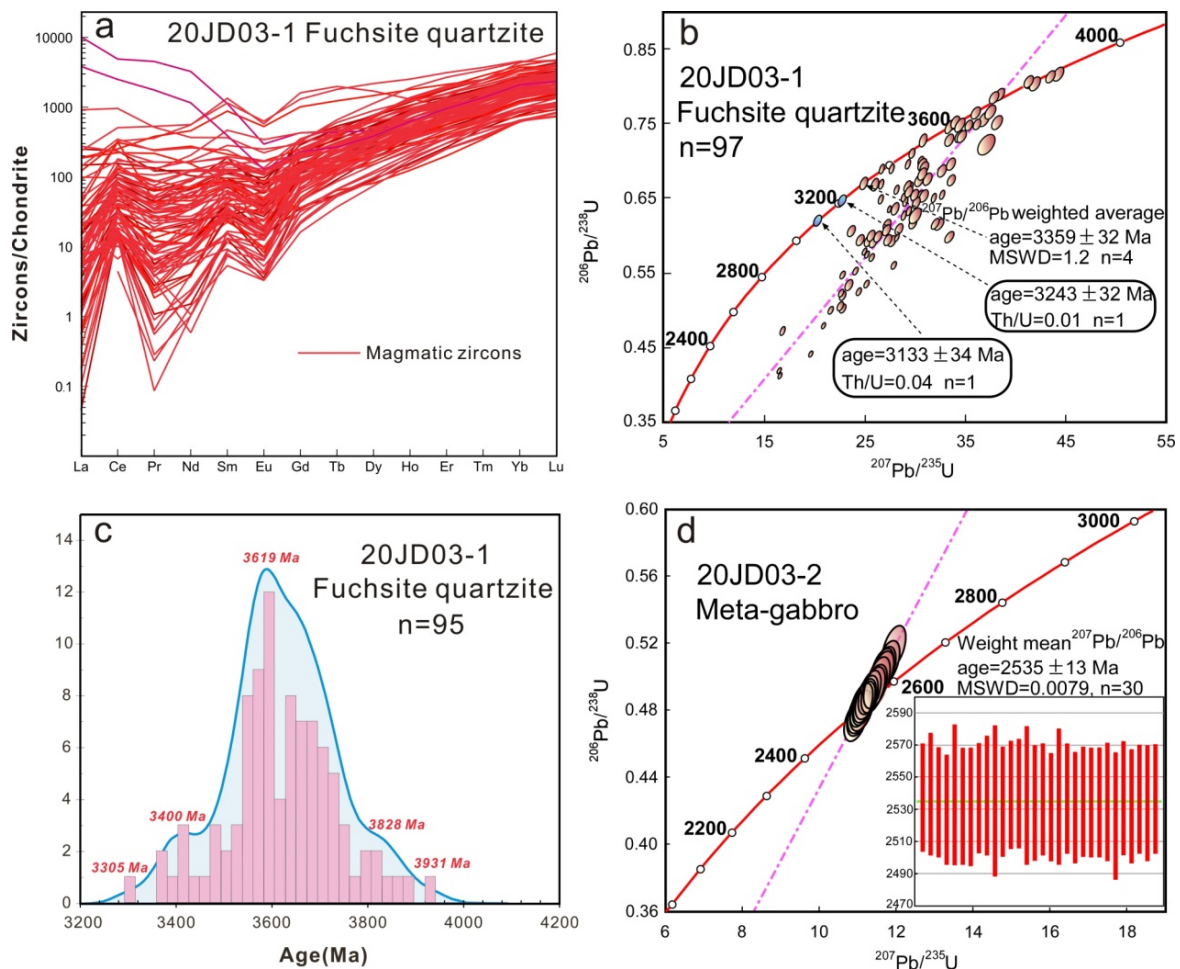 a
20JD03-1 Fuchsite quartzite
Zircons/Chondrite
10000
1000
100
10
1
0.1
Magmatic zircons
La Ce Pr Nd Sm Eu Gd Tb Dy Ho Er Tm Yb Lu
b
20JD03-1
Fuchsite quartzite
n=97
206Pb/238U
0.85
0.75
0.65
0.55
0.45
0.35
4000
3600
3200
2800
2400
207Pb/206Pb weighted average
age=3359±32 Ma
MSWD=1.2 n=4
age=3243±32 Ma
Th/U=0.01 n=1
age=3133±34 Ma
Th/U=0.04 n=1
5 15 25 35 45 55
207Pb/235U
c
20JD03-1
Fuchsite quartzite
n=95
14
12
10
8
6
4
2
0
3619 Ma
3400 Ma
3828 Ma
3305 Ma
3931 Ma
3200 3400 3600 3800 4000 4200
Age(Ma)
d
20JD03-2
Meta-gabbro
206Pb/238U
0.60
0.56
0.52
0.48
0.44
0.40
0.36
3000
2800
2600
2400
2200
Weight mean 207Pb/206Pb
age=2535±13 Ma
MSWD=0.0079, n=30
2590
2570
2550
2530
2510
2490
2470
6 8 10 12 14 16 18
207Pb/235U